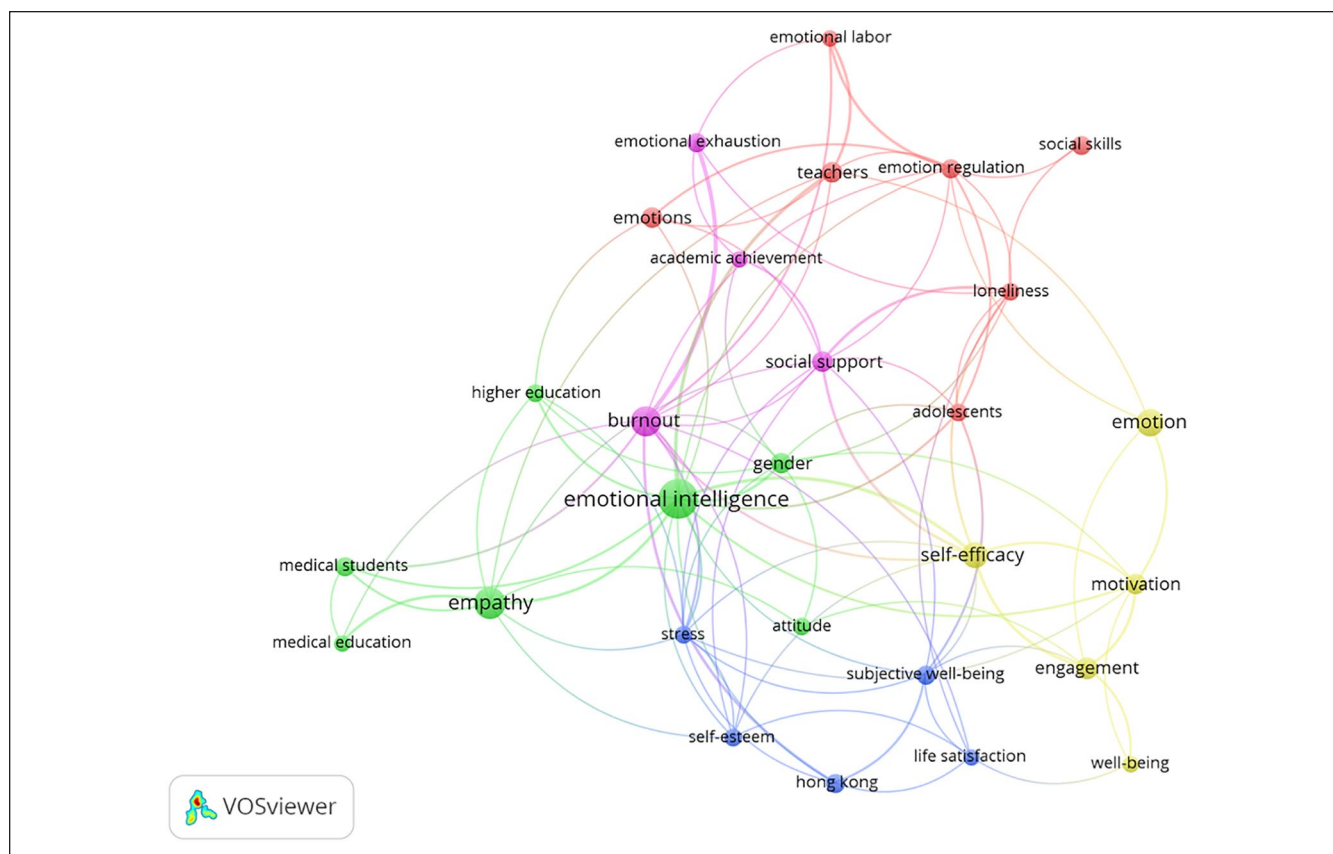 emotional labor
emotional exhaustion
social skills
teachers
emotion regulation
emotions
academic achievement
loneliness
social support
higher education
adolescents
burnout
emotion
gender
emotional intelligence
self-efficacy
medical students
motivation
empathy
attitude
stress
medical education
engagement
subjective well-being
self-esteem
life satisfaction
well-being
hong kong
VOSviewer